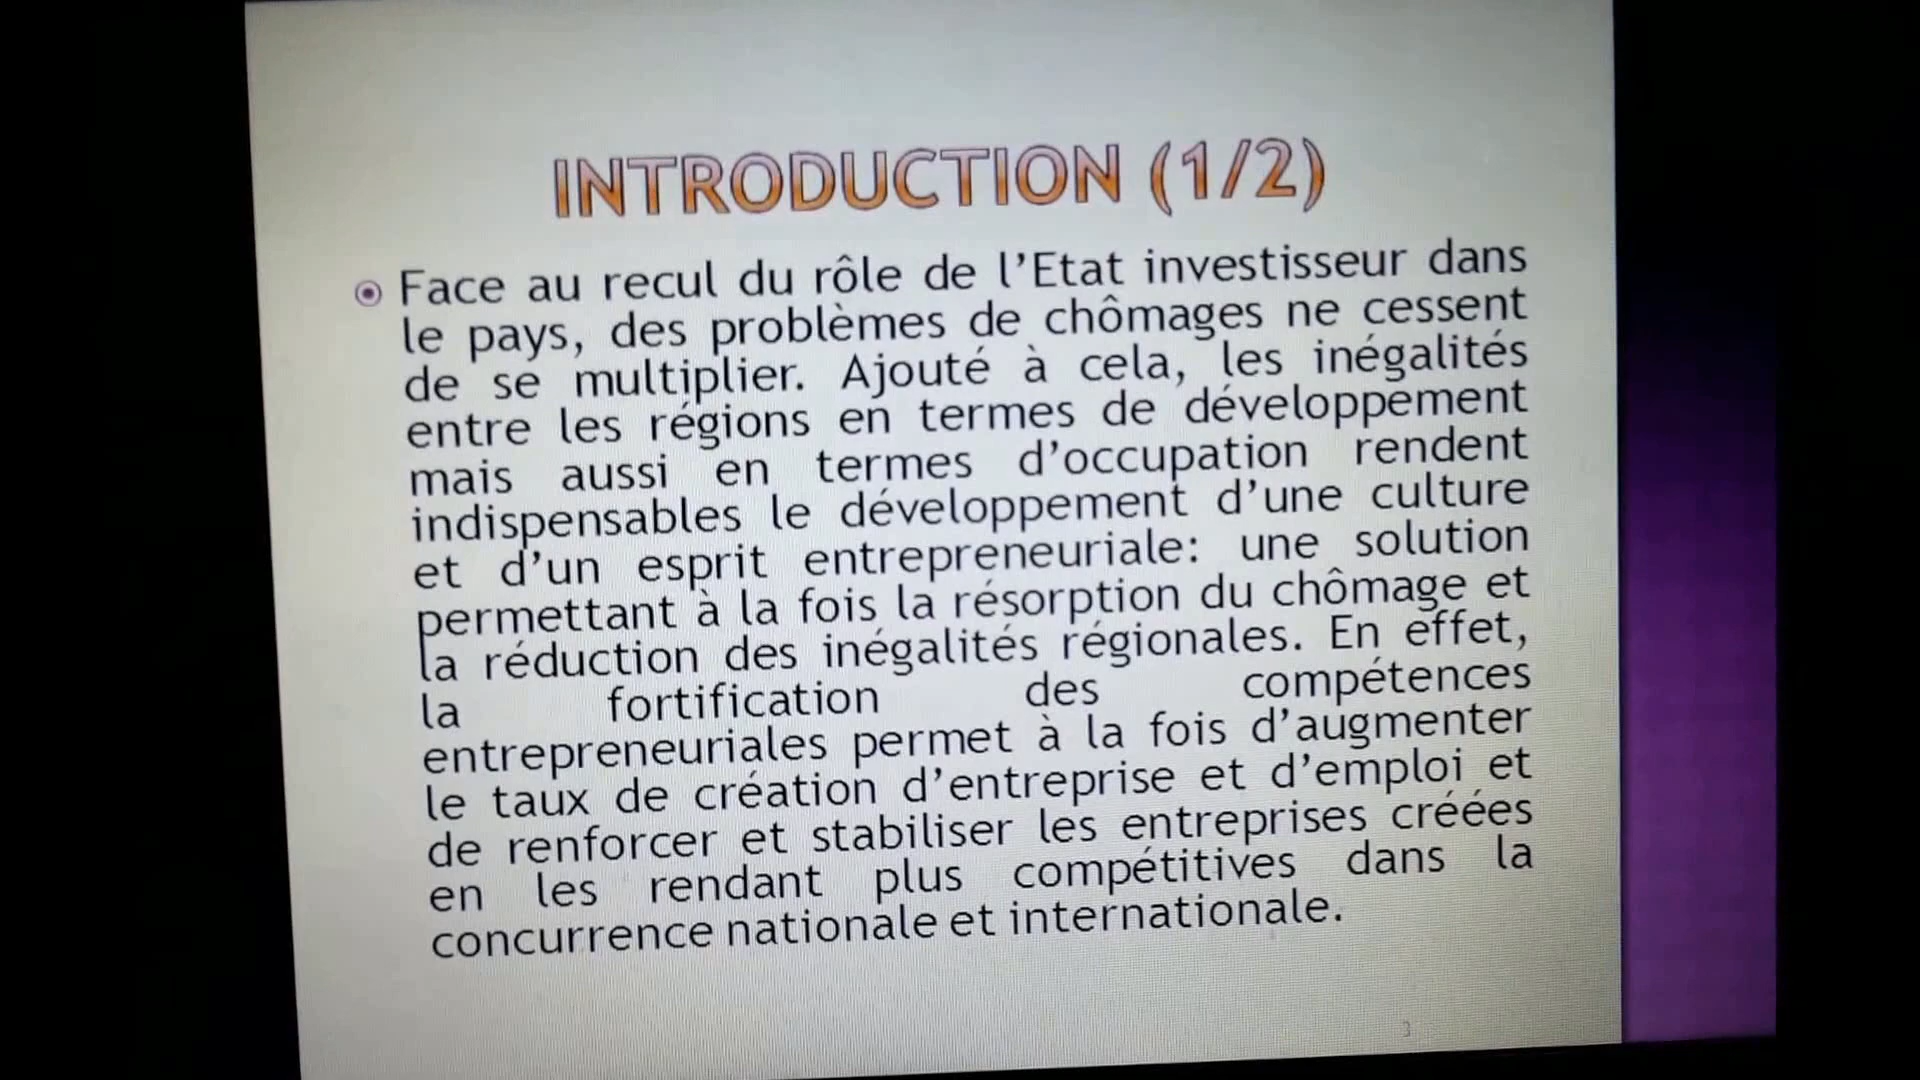 INTRODUCTION (1/2)
Face au recul du rôle de l’Etat investisseur dans
le pays, des problèmes de chômages ne cessent
de se multiplier. Ajouté à cela, les inégalités
entre les régions en termes de développement
mais aussi en termes d’occupation rendent
indispensables le développement d’une culture
et d’un esprit entrepreneuriale: une solution
permettant à la fois la résorption du chômage et
la réduction des inégalités régionales. En effet,
la fortification des compétences
entrepreneuriales permet à la fois d’augmenter
le taux de création d’entreprise et d’emploi et
de renforcer et stabiliser les entreprises créées
en les rendant plus compétitives dans la
concurrence nationale et internationale.
3